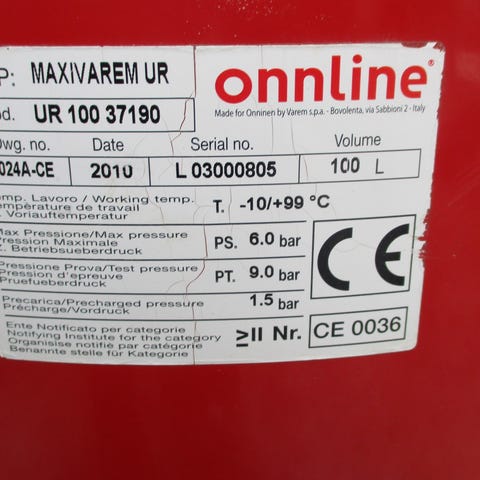 P: MAXIVAREM UR
onnline®
Made for Onninen by Varem s.p.a. - Bovolenta, via Sabbioni 2 - Italy
od. UR 100 37190
Dwg. no. Date Serial no. Volume
024A-CE 2010 L 03000805 100 L
emp. Lavoro / Working temp.
empérature de travail
. Vorlauftemperatur
T. -10/+99 °C
Max Pressione/Max pressure
Pression Maximale
Z. Betriebsueberdruck
PS. 6.0 bar
Pressione Prova/Test pressure
Pression d'epreuve
Pruefueberdruck
PT. 9.0 bar
Precarica/Precharged pressure
Précharge/Vordruck
1.5 bar
CE
Ente Notificato per categorie
Notifying Institute for the category
Organisme notifié par catégorie
Benannte stelle für Kategorie
≥II Nr. CE 0036